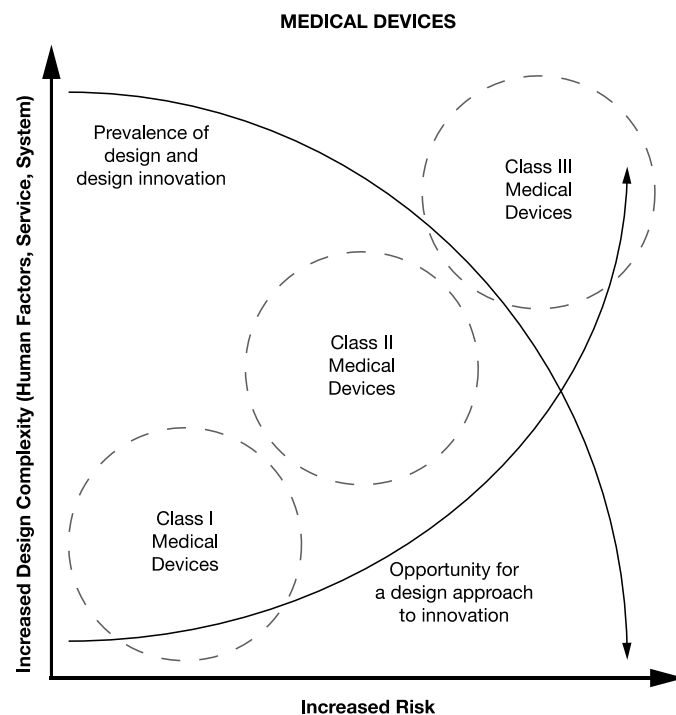 MEDICAL DEVICES
Increased Design Complexity (Human Factors, Service, System)
Prevalence of
design and
design innovation
Class III
Medical
Devices
Class II
Medical
Devices
Class I
Medical
Devices
Opportunity for
a design approach
to innovation
Increased Risk